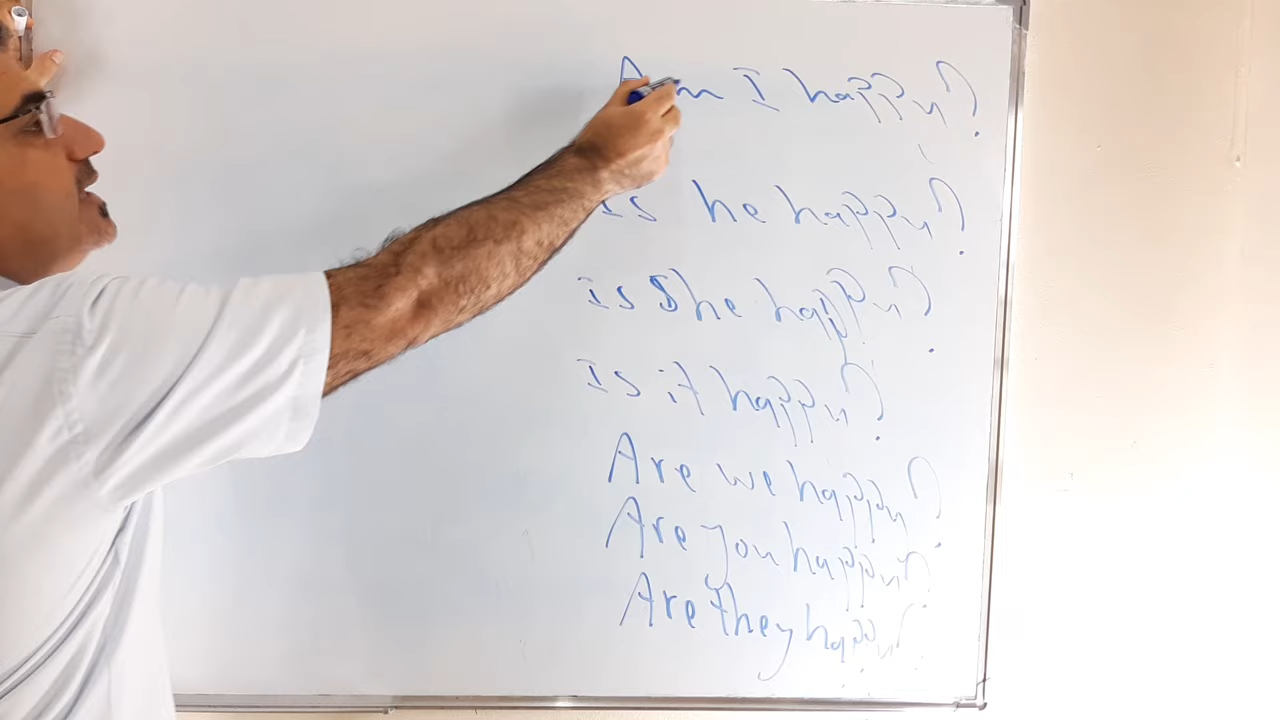 Am I happy?
Is he happy?
Is She happy?
Is it happy?
Are we happy?
Are you happy?
Are they happy?